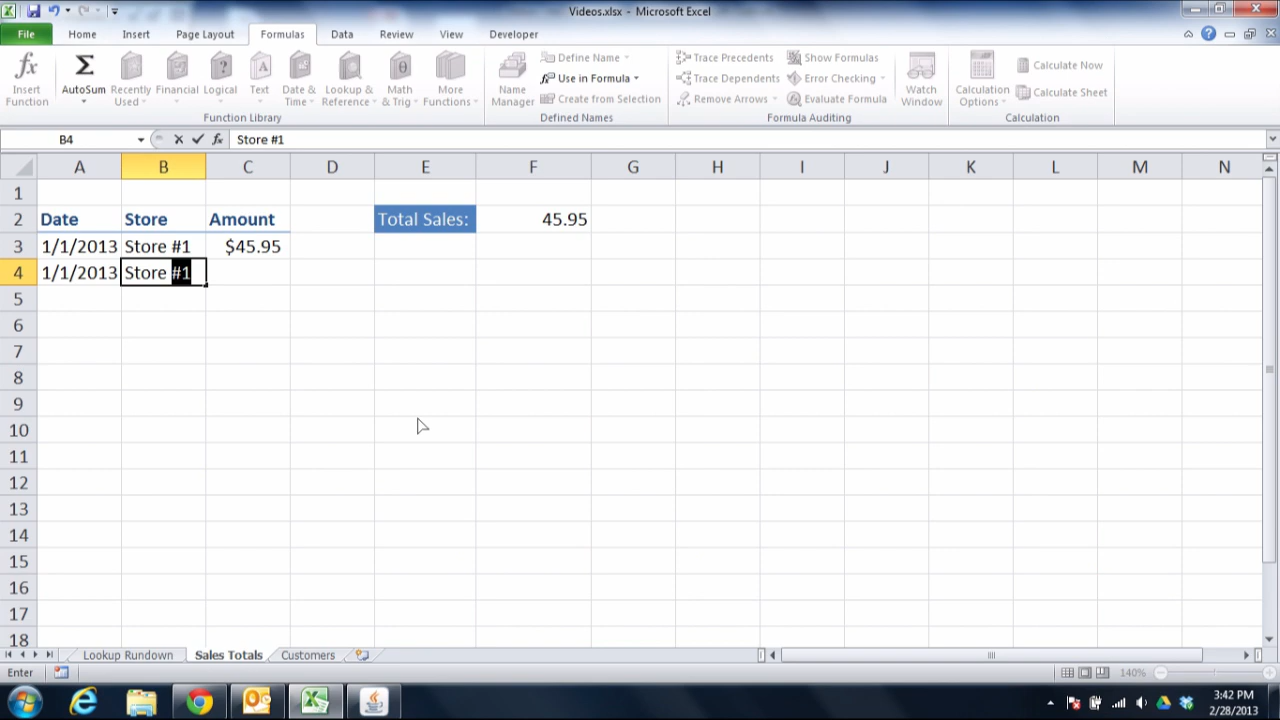 Videos.xlsx - Microsoft Excel
File Home Insert Page Layout Formulas Data Review View Developer
fx Insert Function
Σ AutoSum
Recently Used
Financial
Logical
Text
Date & Time
Lookup & Reference
Math & Trig
More Functions
Function Library
Name Manager
Define Name
Use in Formula
Create from Selection
Defined Names
Trace Precedents
Trace Dependents
Remove Arrows
Show Formulas
Error Checking
Evaluate Formula
Watch Window
Formula Auditing
Calculation Options
Calculate Now
Calculate Sheet
Calculation
B4 fx Store #1
A B C D E F G H I J K L M N
1
2 Date Store Amount Total Sales: 45.95
3 1/1/2013 Store #1 $45.95
4 1/1/2013 Store #1
5
6
7
8
9
10
11
12
13
14
15
16
17
18
Lookup Rundown Sales Totals Customers
Enter 140%
3:42 PM
2/28/2013